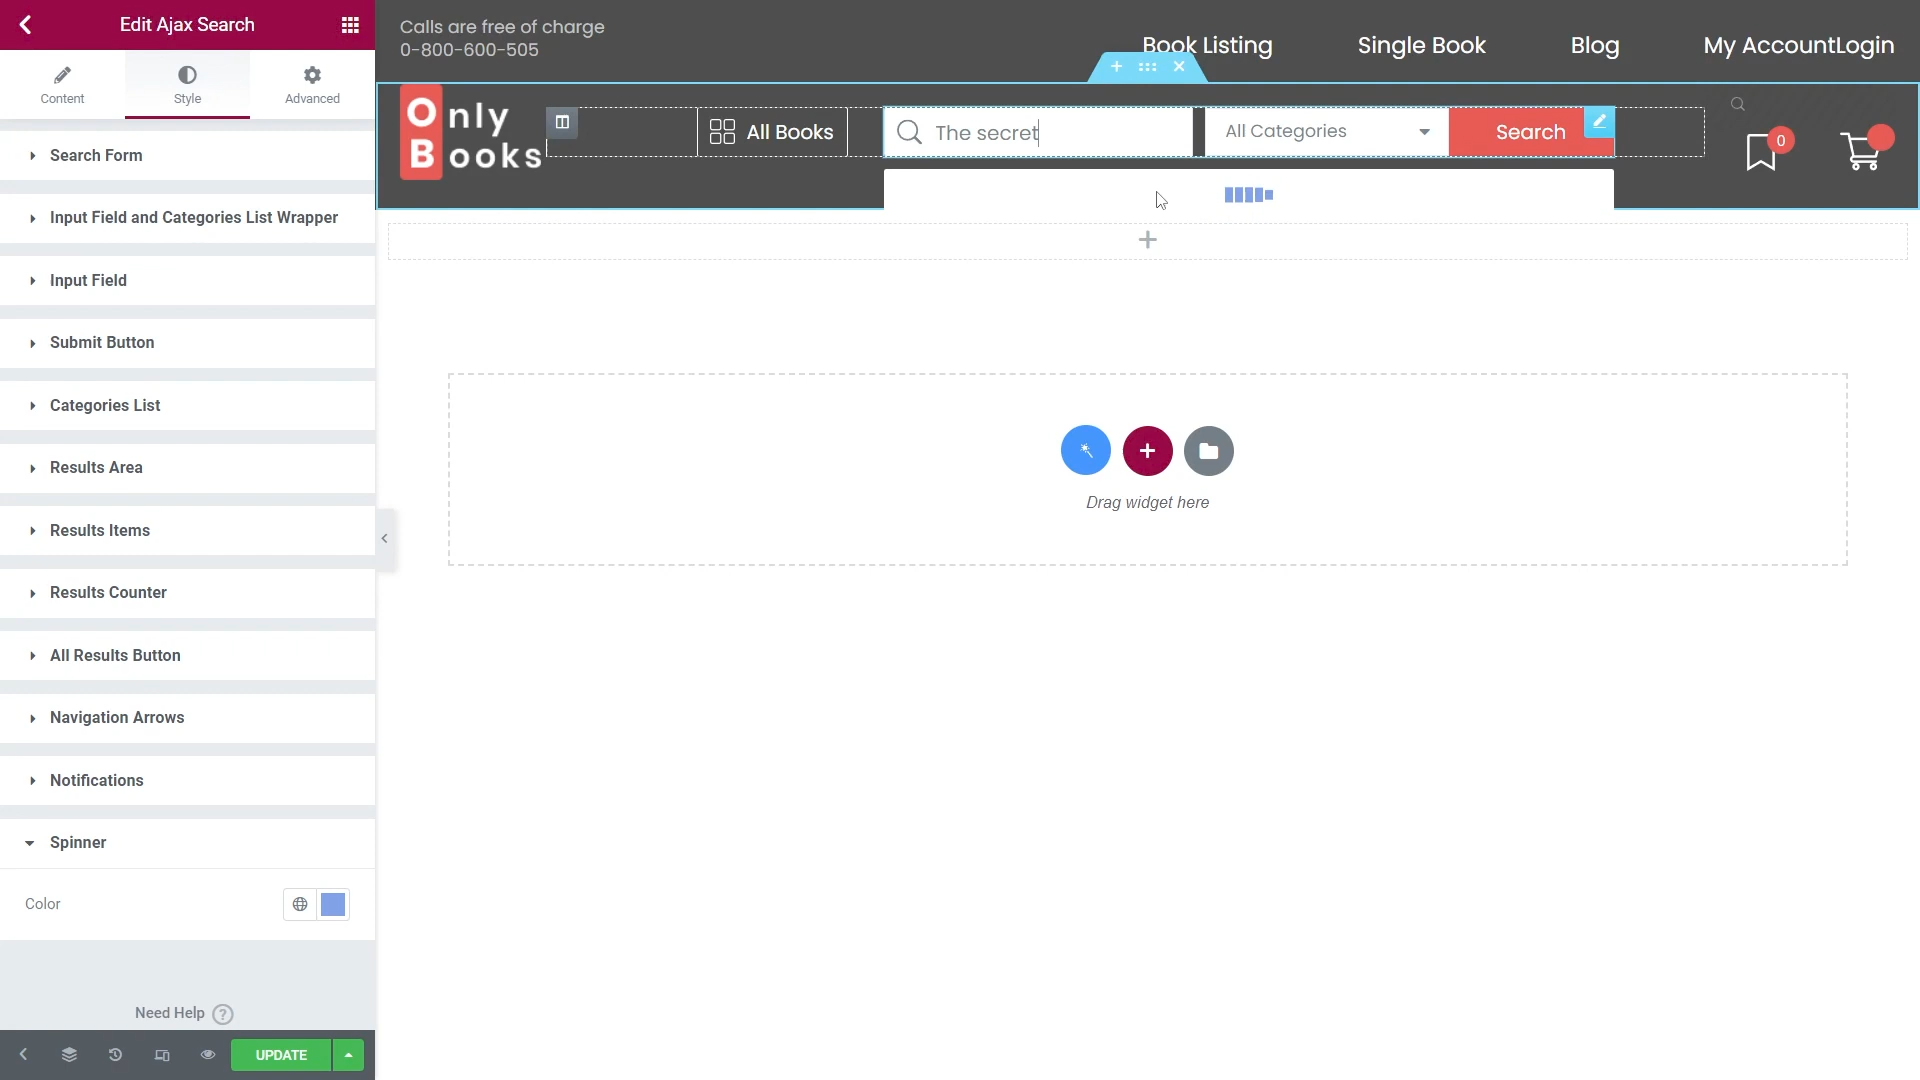 Edit Ajax Search
Content
Style
Advanced
Search Form
Input Field and Categories List Wrapper
Input Field
Submit Button
Categories List
Results Area
Results Items
Results Counter
All Results Button
Navigation Arrows
Notifications
Spinner
Color
Need Help ?
UPDATE
Calls are free of charge
0-800-600-505
Book Listing
Single Book
Blog
My Account
Login
Only
Books
All Books
The secret
All Categories
Search
0
Drag widget here